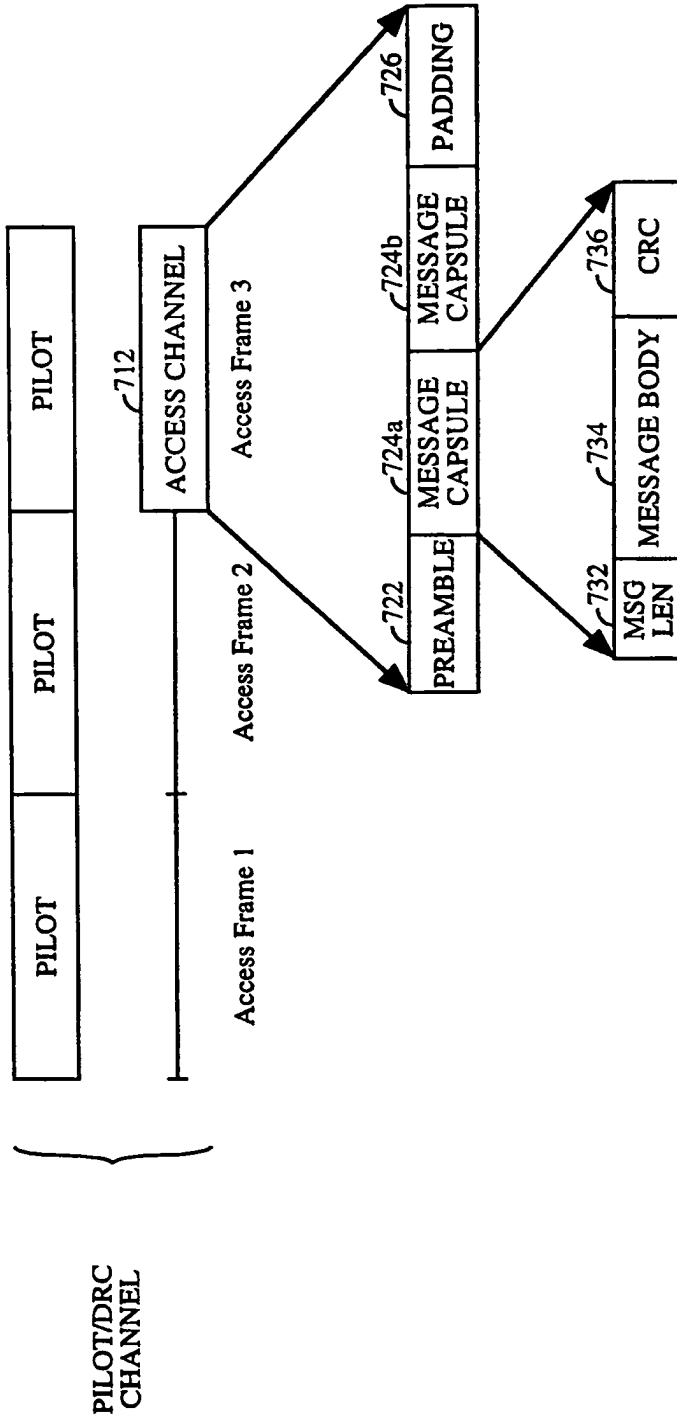 PILOT/DRC
CHANNEL
PILOT
PILOT
PILOT
712
ACCESS CHANNEL
Access Frame 1
Access Frame 2
Access Frame 3
722
724a
724b
726
PREAMBLE
MESSAGE
CAPSULE
MESSAGE
CAPSULE
PADDING
732
734
736
MSG
LEN
MESSAGE BODY
CRC